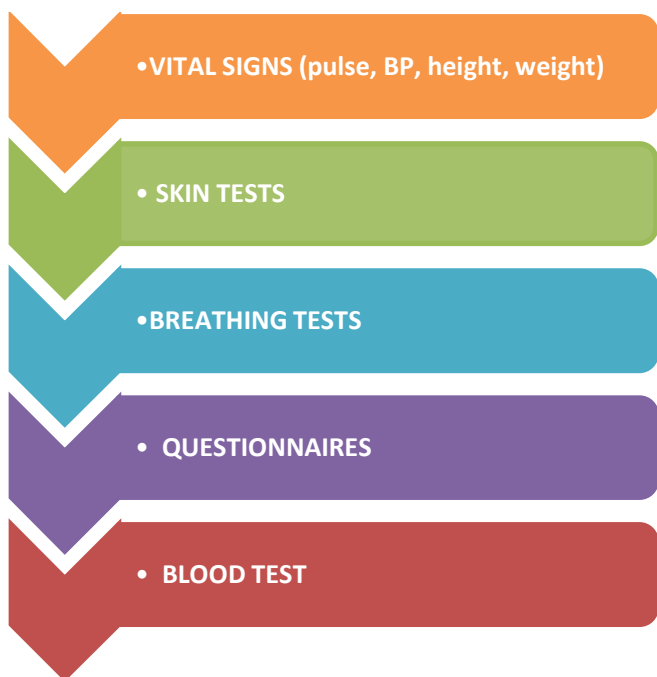 •VITAL SIGNS (pulse, BP, height, weight)
• SKIN TESTS
•BREATHING TESTS
• QUESTIONNAIRES
• BLOOD TEST